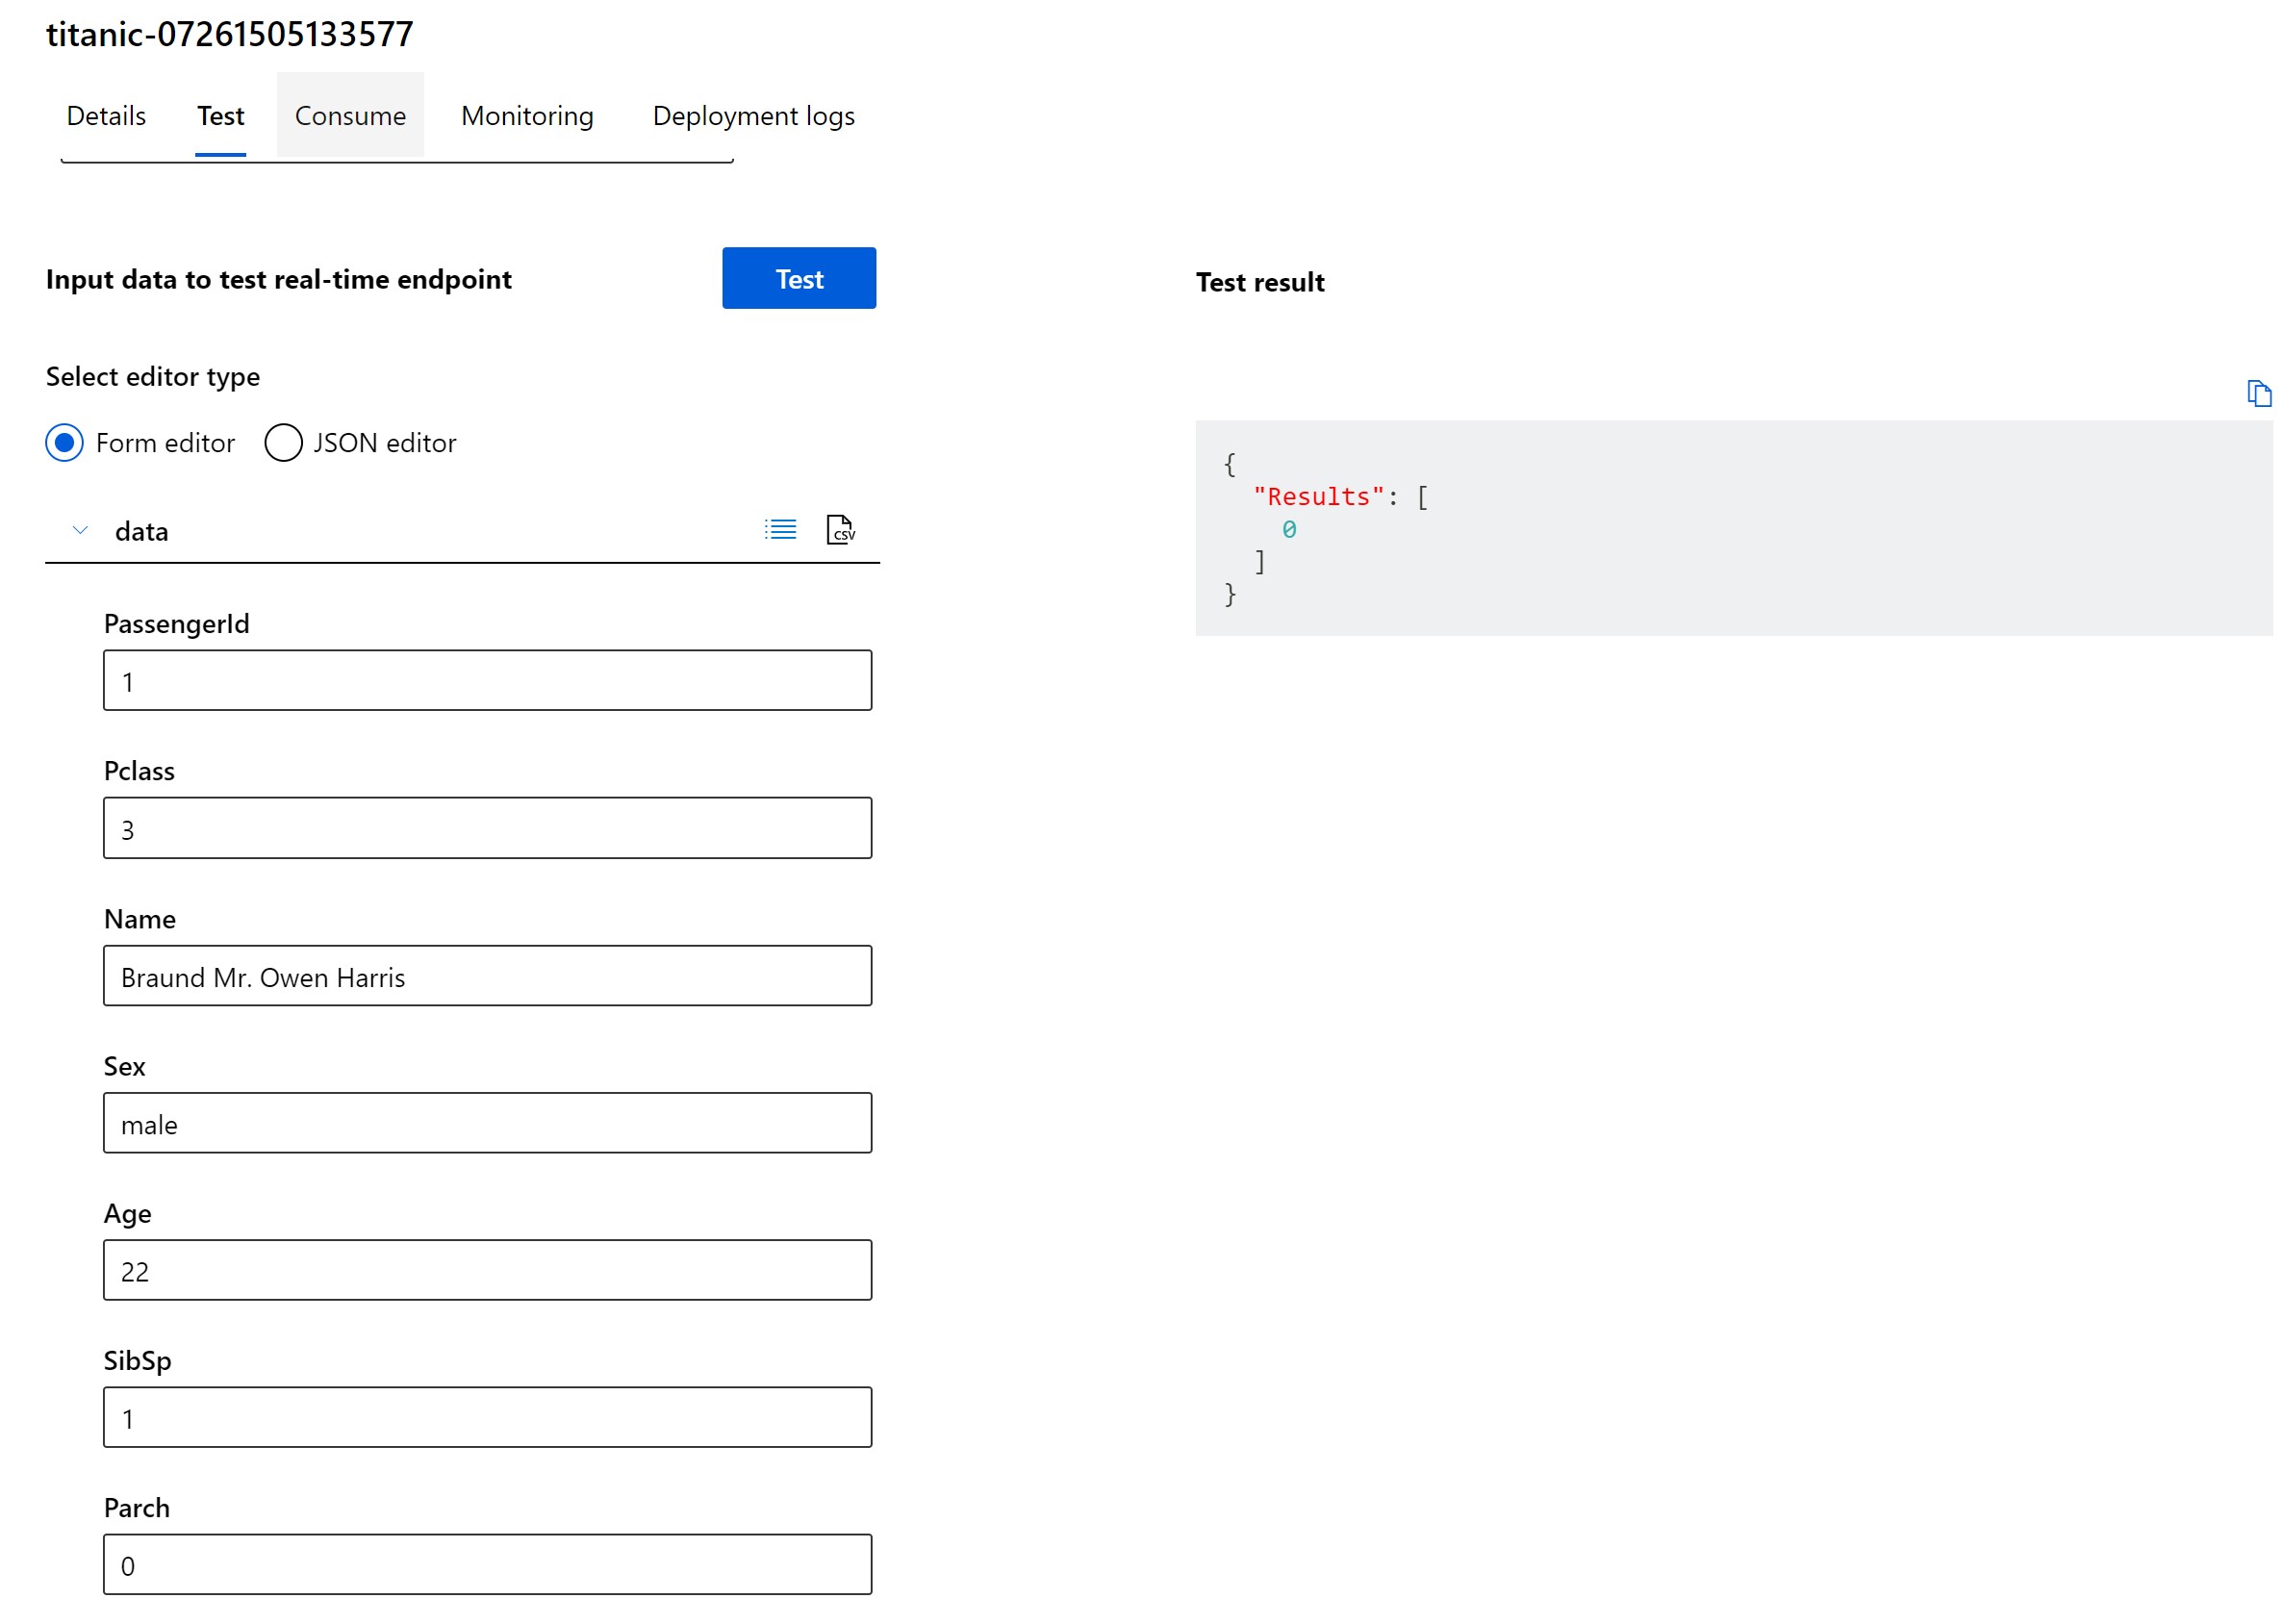 titanic-07261505133577
Details Test Consume Monitoring Deployment logs
Input data to test real-time endpoint
Test
Select editor type
Form editor JSON editor
data
CSV
PassengerId
1
Pclass
3
Name
Braund Mr. Owen Harris
Sex
male
Age
22
SibSp
1
Parch
0
Test result
{
"Results": [
0
]
}